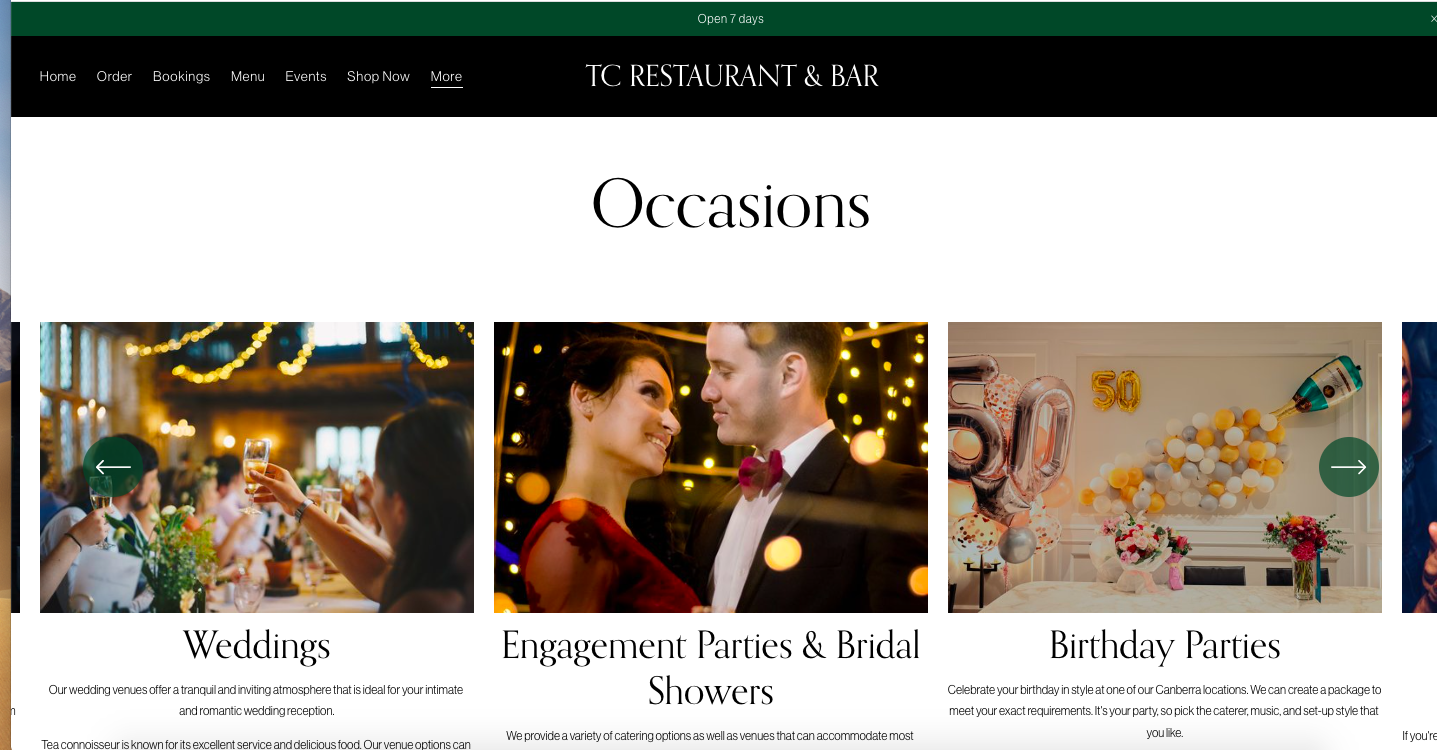 Open 7 days
×
Home Order Bookings Menu Events Shop Now More
TC RESTAURANT & BAR
Occasions
50
50
Weddings
Our wedding venues offer a tranquil and inviting atmosphere that is ideal for your intimate
and romantic wedding reception.
Tea connoisseur is known for its excellent service and delicious food. Our venue options can
Engagement Parties & Bridal
Showers
We provide a variety of catering options as well as venues that can accommodate most
Birthday Parties
Celebrate your birthday in style at one of our Canberra locations. We can create a package to
meet your exact requirements. It's your party, so pick the caterer, music, and set-up style that
you like.
If you're